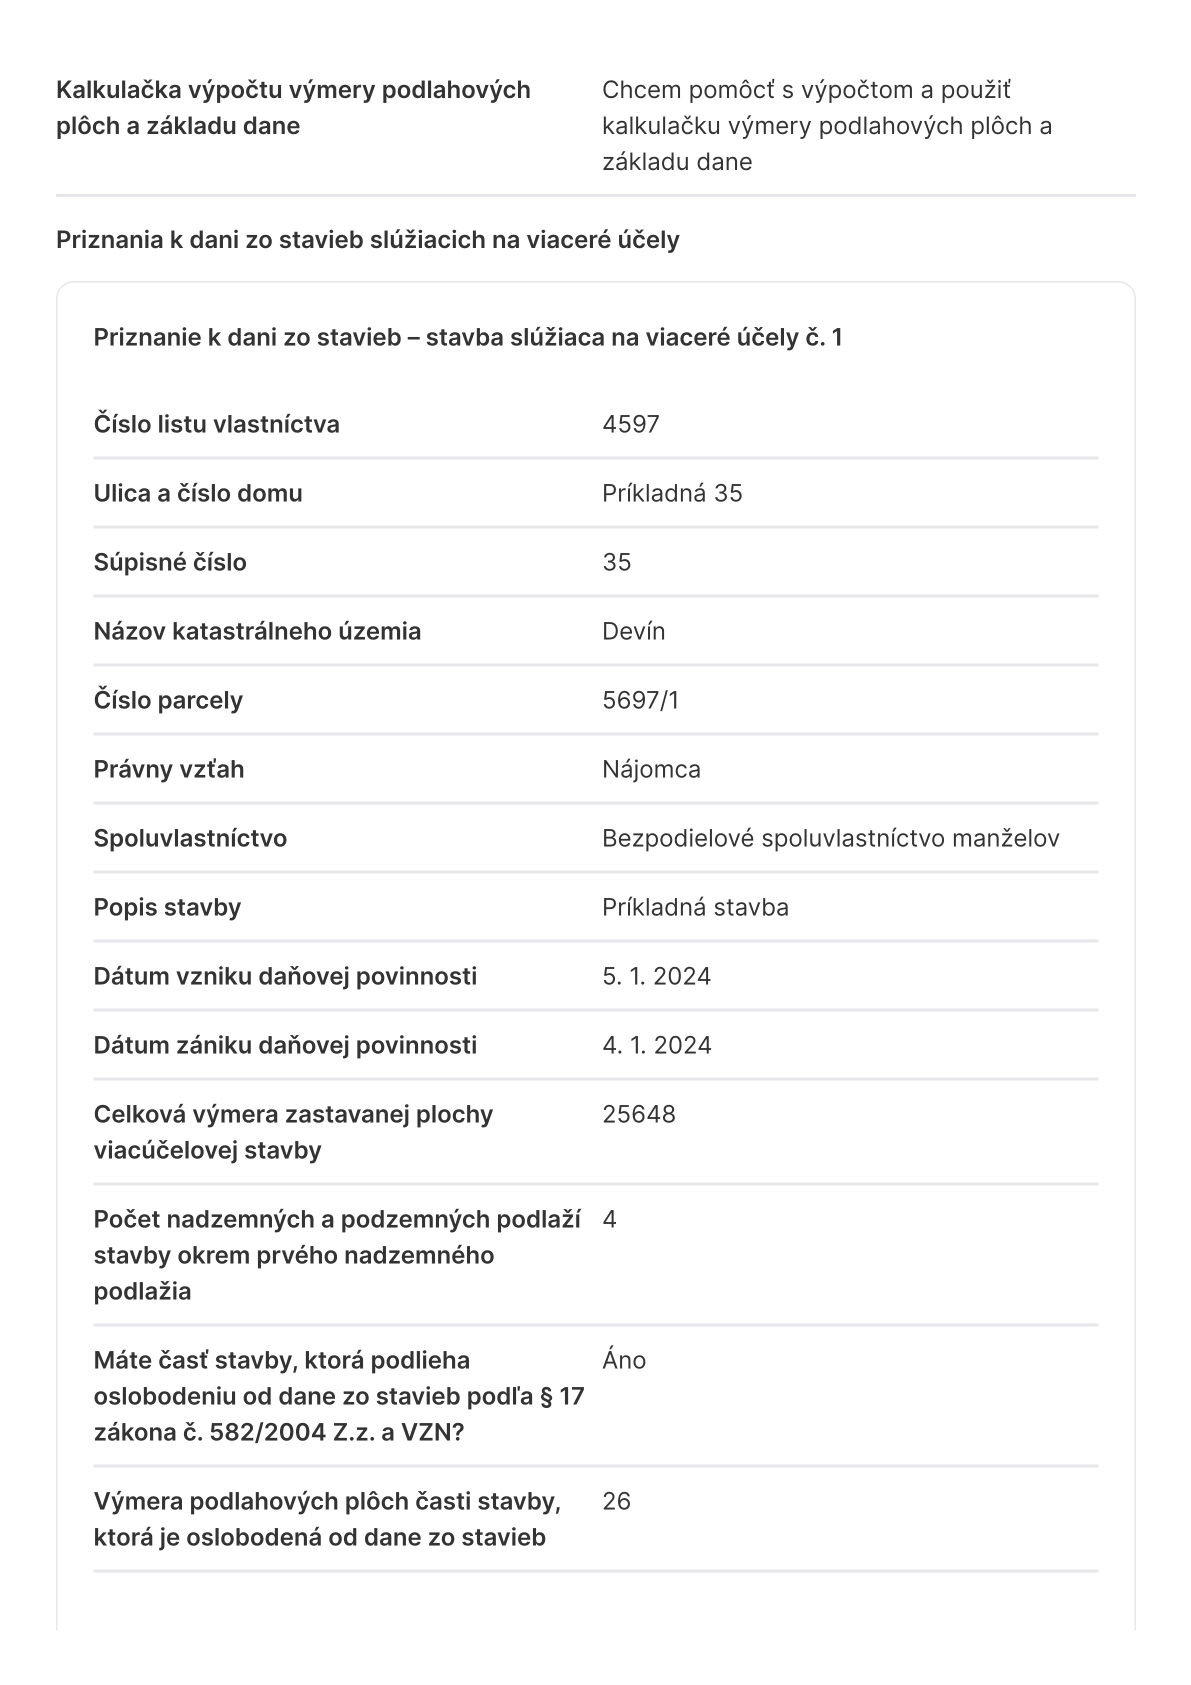 Kalkulačka výpočtu výmery podlahových
plôch a základu dane
Chcem pomôcť s výpočtom a použiť
kalkulačku výmery podlahových plôch a
základu dane
Priznania k dani zo stavieb slúžiacich na viaceré účely
Priznanie k dani zo stavieb – stavba slúžiaca na viaceré účely č. 1
Číslo listu vlastníctva
4597
Ulica a číslo domu
Príkladná 35
Súpisné číslo
35
Názov katastrálneho územia
Devín
Číslo parcely
5697/1
Právny vzťah
Nájomca
Spoluvlastníctvo
Bezpodielové spoluvlastníctvo manželov
Popis stavby
Príkladná stavba
Dátum vzniku daňovej povinnosti
5. 1. 2024
Dátum zániku daňovej povinnosti
4. 1. 2024
Celková výmera zastavanej plochy
viacúčelovej stavby
25648
Počet nadzemných a podzemných podlaží
stavby okrem prvého nadzemného
podlažia
4
Máte časť stavby, ktorá podlieha
oslobodeniu od dane zo stavieb podľa § 17
zákona č. 582/2004 Z.z. a VZN?
Áno
Výmera podlahových plôch časti stavby,
ktorá je oslobodená od dane zo stavieb
26